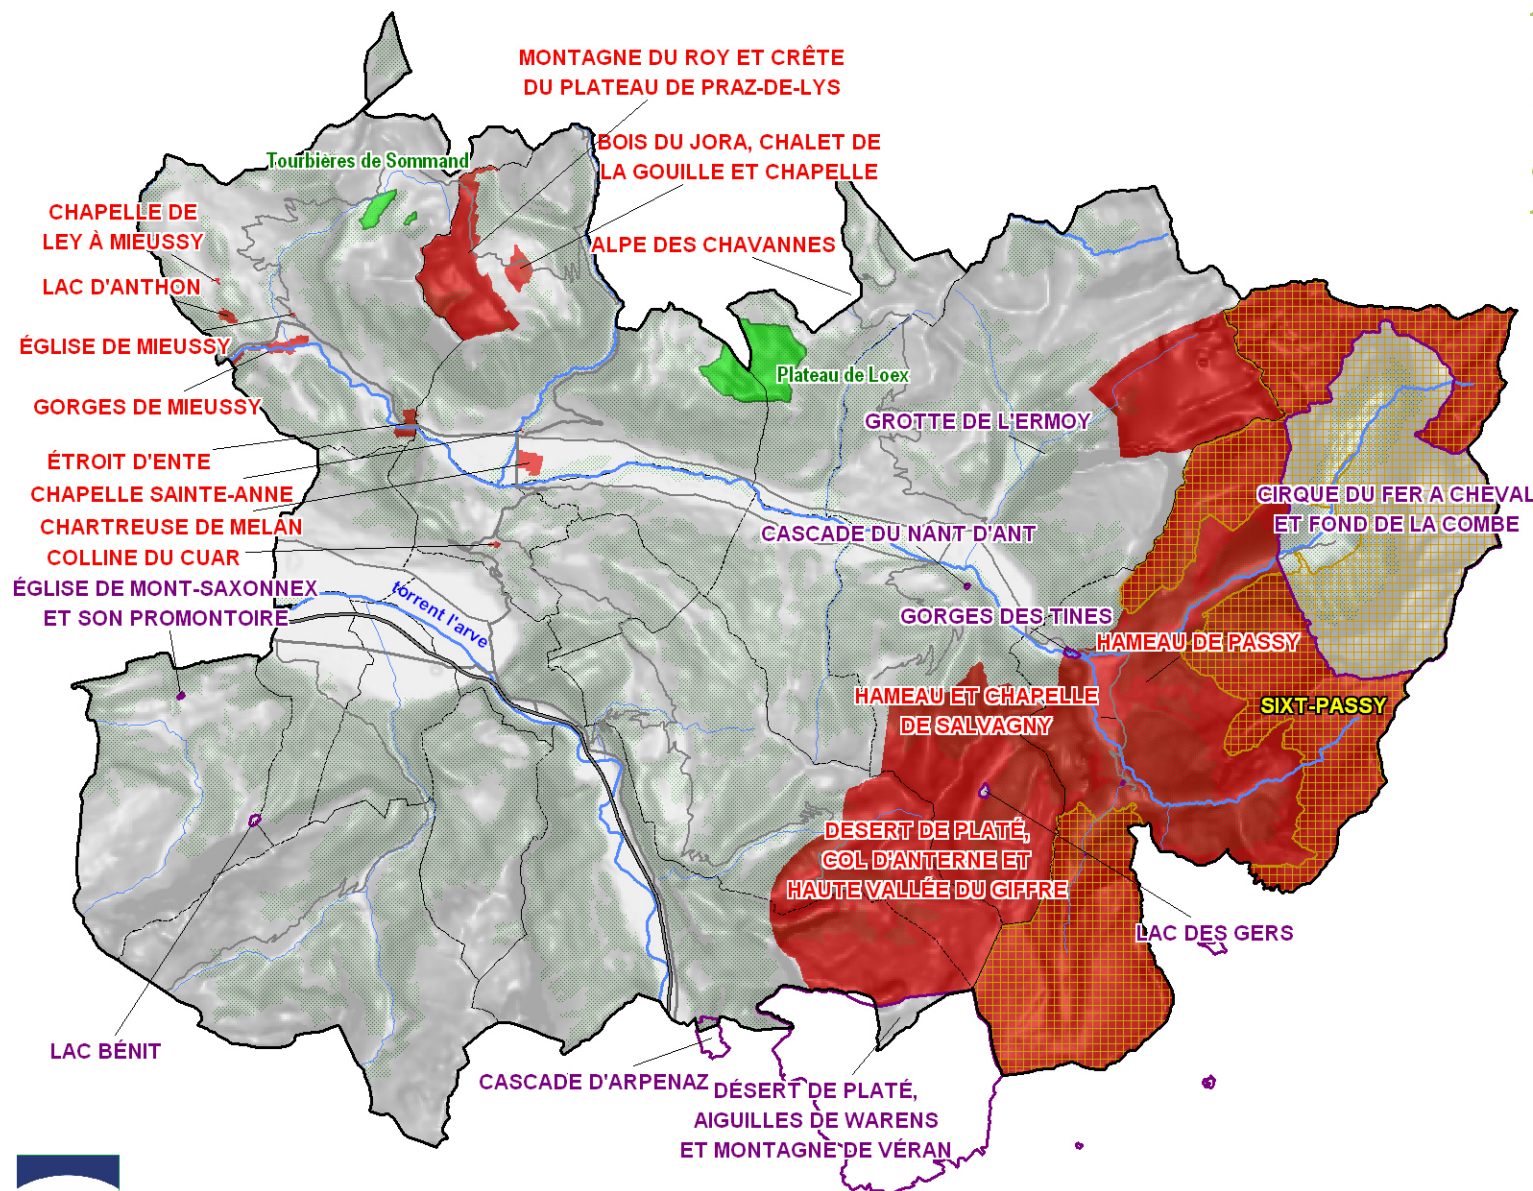 MONTAGNE DU ROY ET CRÊTE
DU PLATEAU DE PRAZ-DE-LYS
BOIS DU JORA, CHALET DE
LA GOUILLE ET CHAPELLE
Tourbières de Sommand
CHAPELLE DE
LEY À MIEUSSY
ALPE DES CHAVANNES
LAC D'ANTHON
ÉGLISE DE MIEUSSY
Plateau de Loex
GORGES DE MIEUSSY
GROTTE DE L'ERMOY
ÉTROIT D'ENTE
CHAPELLE SAINTE-ANNE
CIRQUE DU FER A CHEVAL
ET FOND DE LA COMBE
CHARTREUSE DE MELAN
CASCADE DU NANT D'ANT
COLLINE DU CUAR
ÉGLISE DE MONT-SAXONNEX
ET SON PROMONTOIRE
torrent l'arve
GORGES DES TINES
HAMEAU DE PASSY
HAMEAU ET CHAPELLE
DE SALVAGNY
SIXT-PASSY
DESERT DE PLATÉ,
COL D'ANTERNE ET
HAUTE VALLÉE DU GIFFRE
LAC DES GERS
LAC BÉNIT
CASCADE D'ARPENAZ
DÉSERT DE PLATÉ,
AIGUILLES DE WARENS
ET MONTAGNE DE VÉRAN